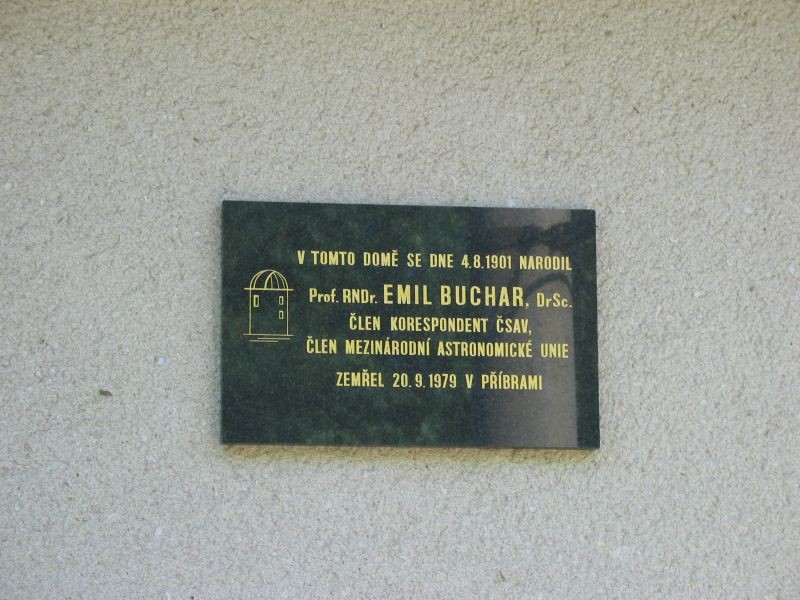 V TOMTO DOMĚ SE DNE 4.8.1901 NARODIL
Prof. RNDr. EMIL BUCHAR, DrSc.
ČLEN KORESPONDENT ČSAV,
ČLEN MEZINÁRODNÍ ASTRONOMICKÉ UNIE
ZEMŘEL 20.9.1979 V PŘÍBRAMI